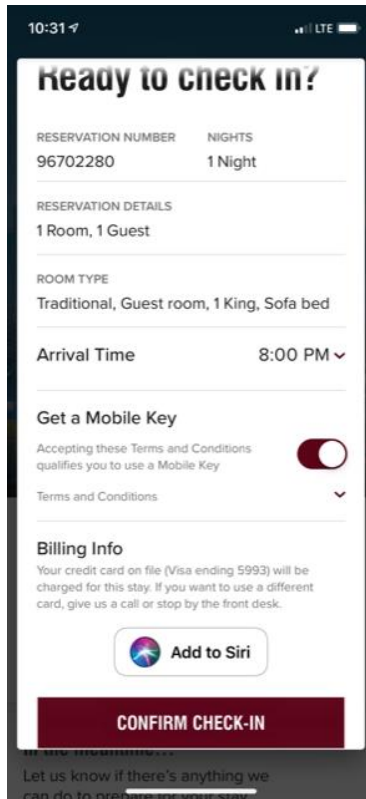 10:31
LTE
Ready to check in?
RESERVATION NUMBER NIGHTS
96702280 1 Night
RESERVATION DETAILS
1 Room, 1 Guest
ROOM TYPE
Traditional, Guest room, 1 King, Sofa bed
Arrival Time 8:00 PM
Get a Mobile Key
Accepting these Terms and Conditions
qualifies you to use a Mobile Key
Terms and Conditions
Billing Info
Your credit card on file (Visa ending 5993) will be
charged for this stay. If you want to use a different
card, give us a call or stop by the front desk.
Add to Siri
CONFIRM CHECK-IN
In the meantime...
Let us know if there's anything we
can do to prepare for your stay